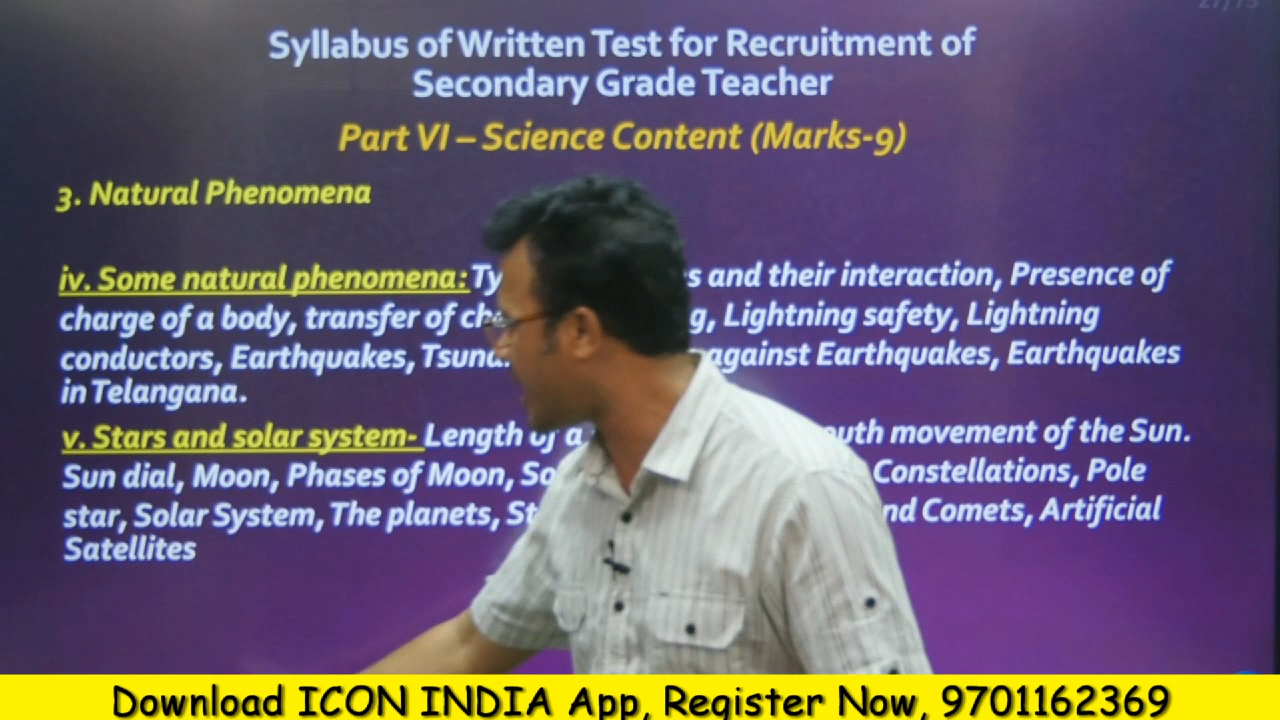 27/75
Syllabus of Written Test for Recruitment of
Secondary Grade Teacher
Part VI – Science Content (Marks-9)
3. Natural Phenomena
iv. Some natural phenomena: and their interaction, Presence of
charge of a body, transfer of Lightning safety, Lightning
conductors, Earthquakes, against Earthquakes, Earthquakes
in Telangana.
v. Stars and solar system- Length of a movement of the Sun.
Sun dial, Moon, Phases of Moon, Constellations, Pole
star, Solar System, The planets, Comets, Artificial
Satellites
Download ICON INDIA App, Register Now, 9701162369